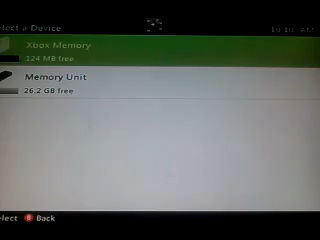 elect a Device
10:10 AM
Xbox Memory
124 MB free
Memory Unit
26.2 GB free
elect B Back